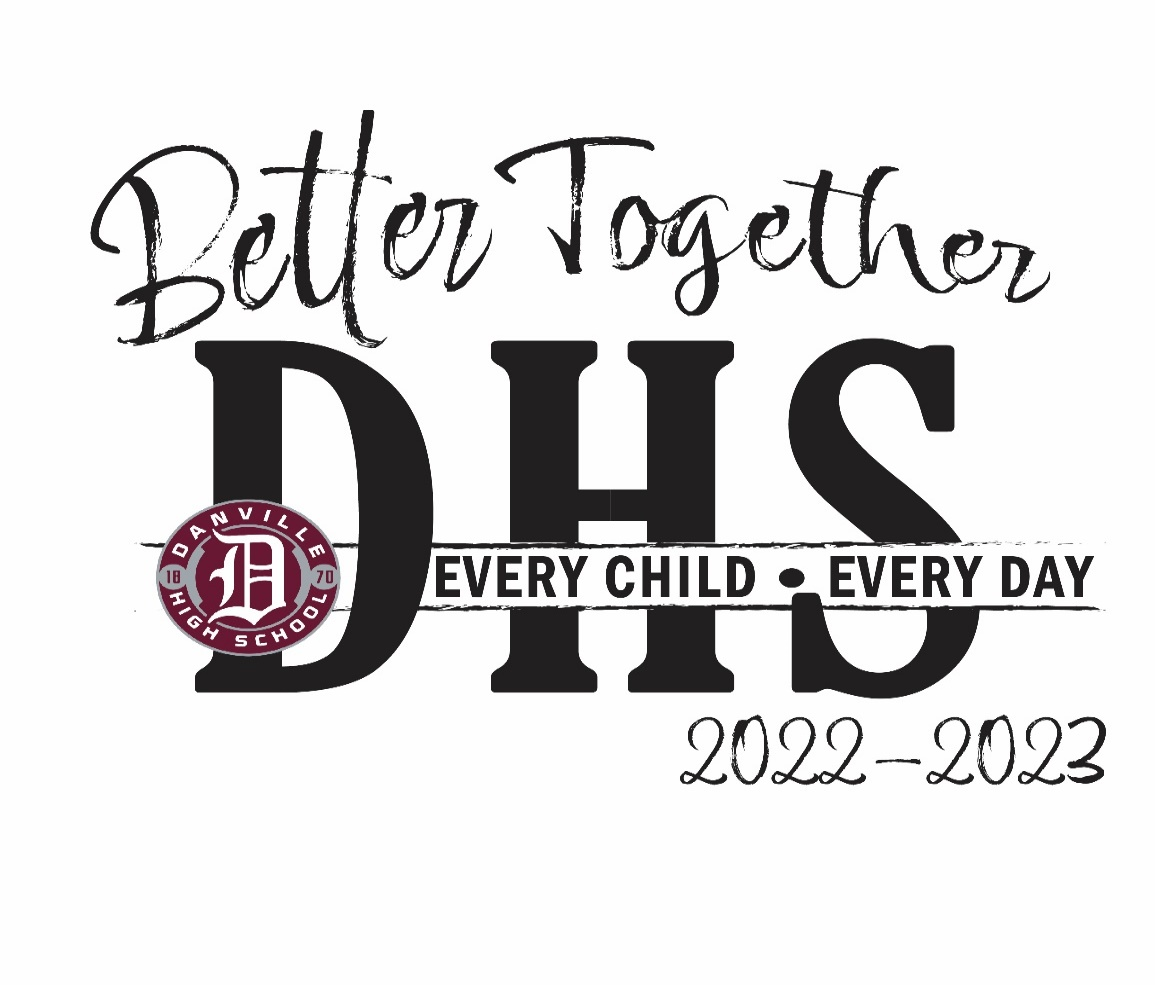 Better Together
DHS
DANVILLE
18 D 70
HIGH SCHOOL
EVERY CHILD • EVERY DAY
2022-2023